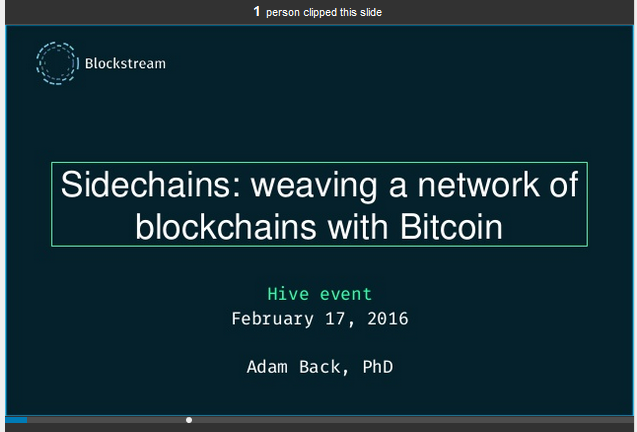 1 person clipped this slide
Blockstream
Sidechains: weaving a network of
blockchains with Bitcoin
Hive event
February 17, 2016
Adam Back, PhD